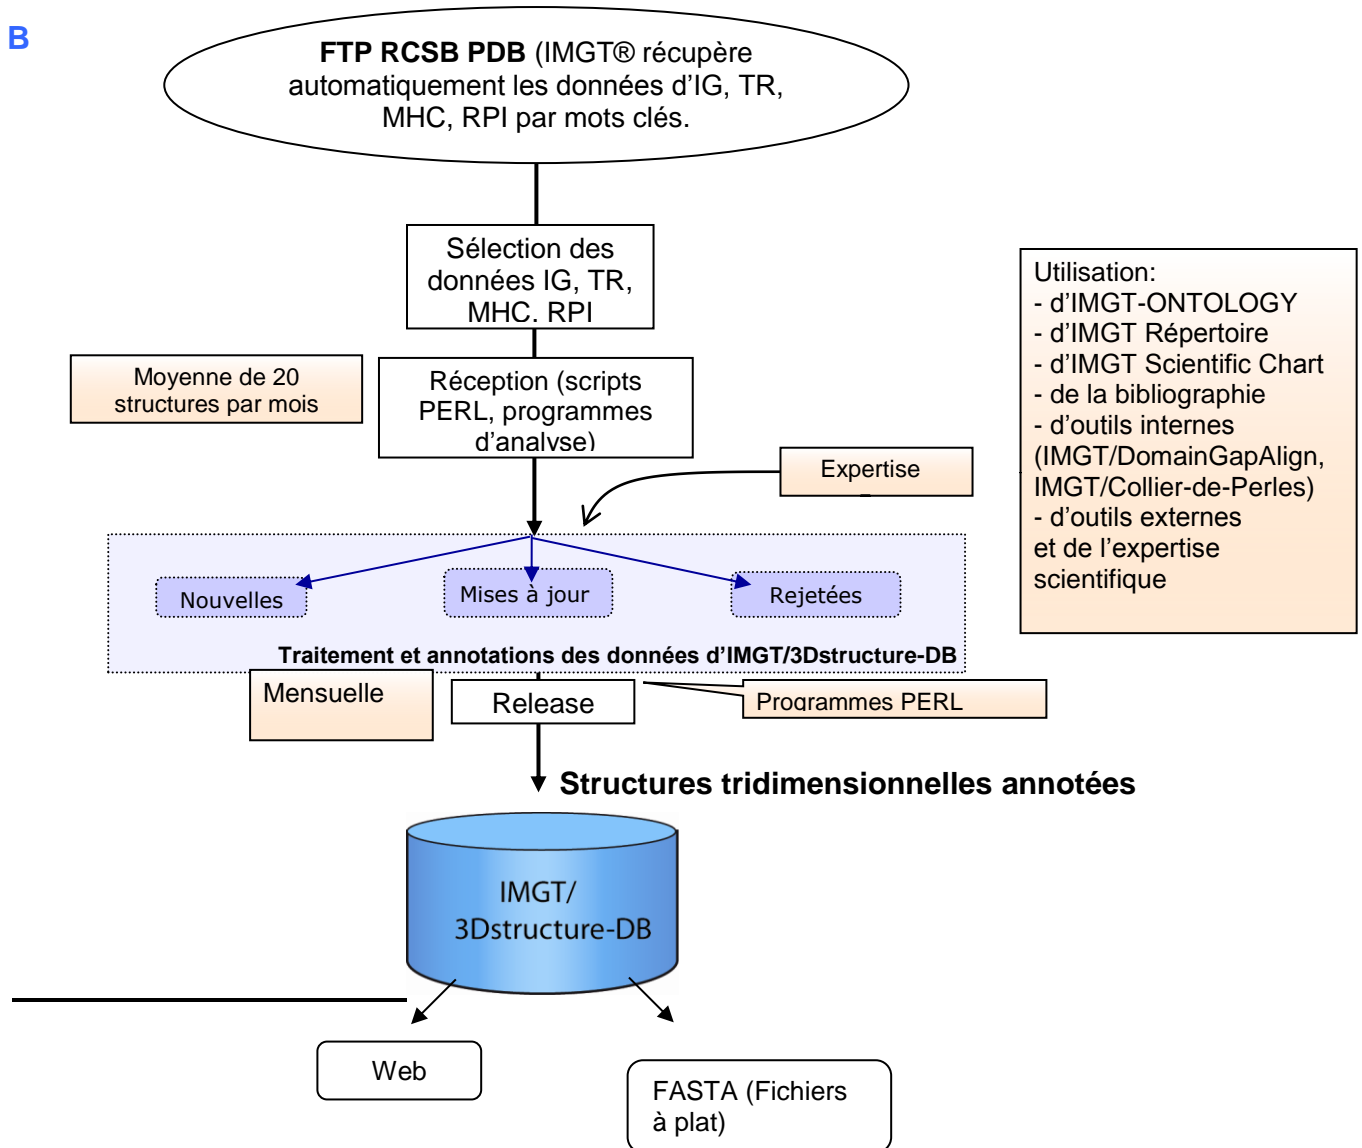 B
FTP RCSB PDB (IMGT® récupère
automatiquement les données d’IG, TR,
MHC, RPI par mots clés.
Sélection des
données IG, TR,
MHC. RPI
Moyenne de 20
structures par mois
Réception (scripts
PERL, programmes
d’analyse)
Expertise
Utilisation:
- d’IMGT-ONTOLOGY
- d’IMGT Répertoire
- d’IMGT Scientific Chart
- de la bibliographie
- d’outils internes
(IMGT/DomainGapAlign,
IMGT/Collier-de-Perles)
- d’outils externes
et de l’expertise
scientifique
Nouvelles
Mises à jour
Rejetées
Traitement et annotations des données d’IMGT/3Dstructure-DB
Mensuelle
Release
Programmes PERL
Structures tridimensionnelles annotées
IMGT/
3Dstructure-DB
Web
FASTA (Fichiers
à plat)